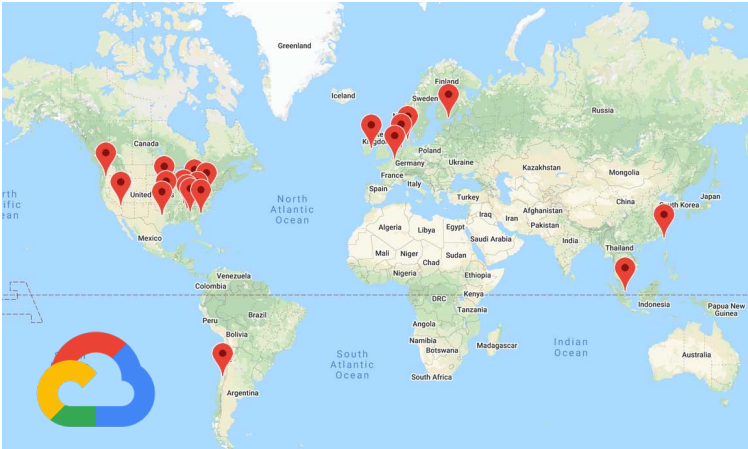 Greenland
Iceland
Finland
Sweden
Russia
Canada
Kingdom
Poland
Germany
Ukraine
Kazakhstan
Mongolia
France
Italy
Spain
Turkey
United
North
Atlantic
Ocean
China
South Korea
Japan
Iraq
Iran
Afghanistan
Pakistan
Algeria
Libya
Egypt
Saudi Arabia
India
Thailand
Mexico
Mali
Niger
Chad
Sudan
Nigeria
Ethiopia
Venezuela
Colombia
DRC
Kenya
Tanzania
Indonesia
Papua New
Guinea
Peru
Brazil
Bolivia
Angola
Namibia
Botswana
Madagascar
South
Atlantic
Ocean
Indian
Ocean
Australia
South Africa
Argentina